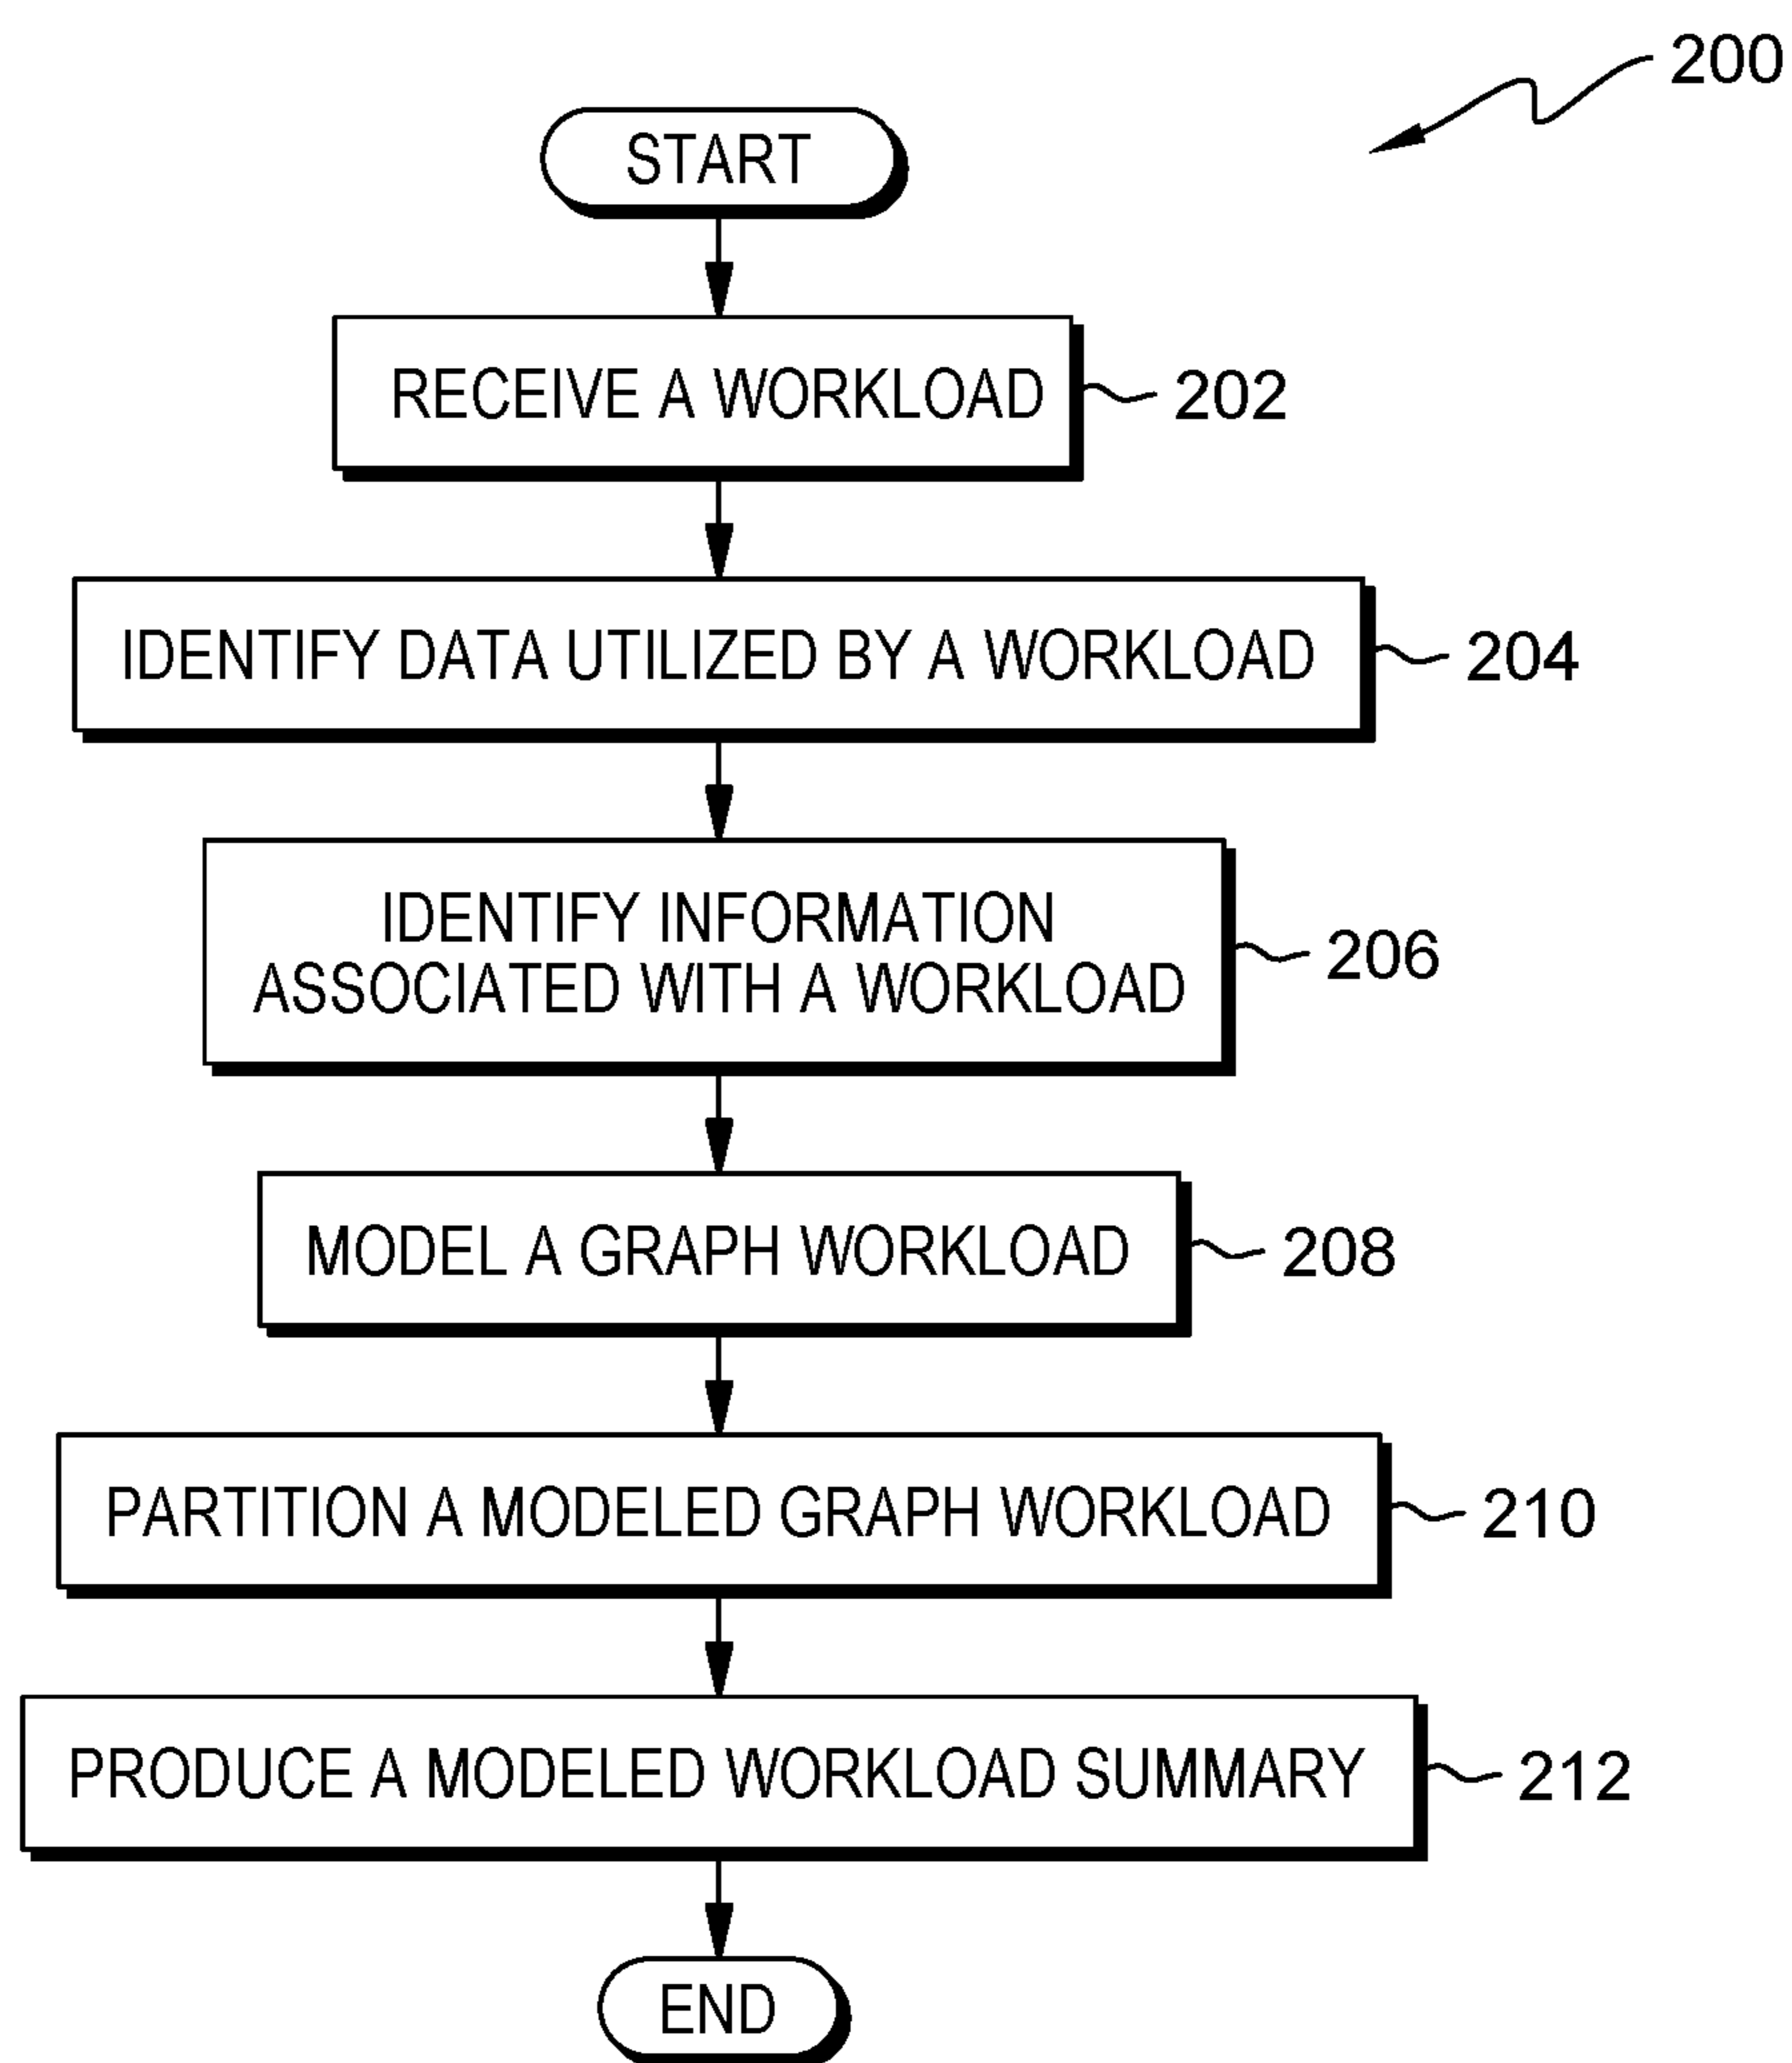 200
START
RECEIVE A WORKLOAD
202
IDENTIFY DATA UTILIZED BY A WORKLOAD
204
IDENTIFY INFORMATION
ASSOCIATED WITH A WORKLOAD
206
MODEL A GRAPH WORKLOAD
208
PARTITION A MODELED GRAPH WORKLOAD
210
PRODUCE A MODELED WORKLOAD SUMMARY
212
END